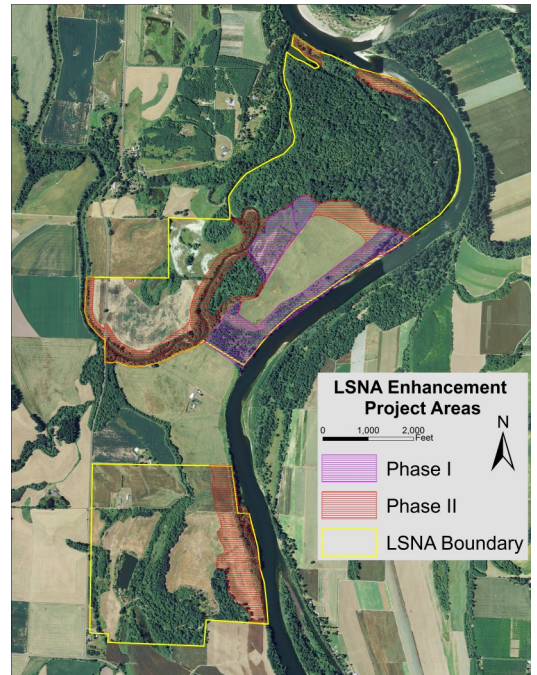 LSNA Enhancement
Project Areas
N
0 1,000 2,000
Feet
Phase I
Phase II
LSNA Boundary